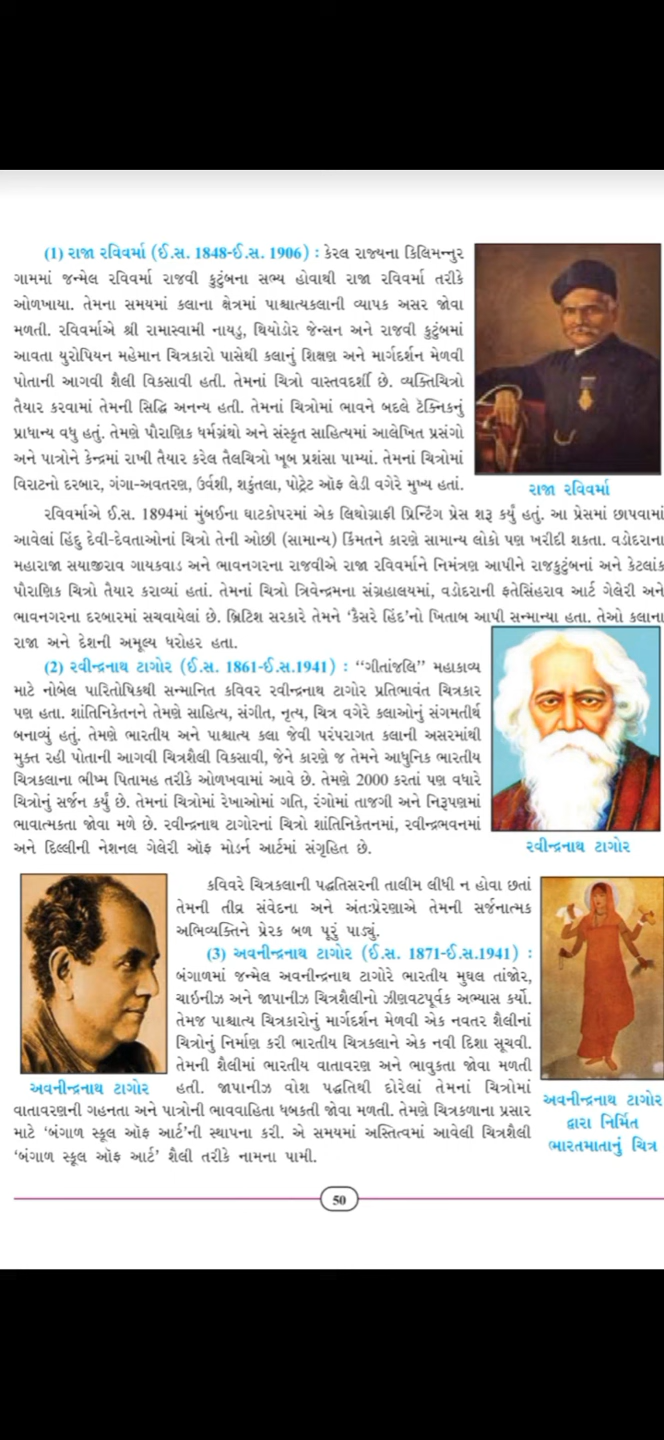 (1) રાજા રવિવર્મા (ઈ.સ. 1848-ઈ.સ. 1906) : કેરલ રાજ્યના કિલિમન્નુર
ગામમાં જન્મેલ રવિવર્મા રાજવી કુટુંબના સભ્ય હોવાથી રાજા રવિવર્મા તરીકે
ઓળખાયા. તેમના સમયમાં કલાના ક્ષેત્રમાં પાશ્ચાત્યકલાની વ્યાપક અસર જોવા
મળતી. રવિવર્માએ શ્રી રામાસ્વામી નાયડુ, થિયોડોર જેન્સન અને રાજવી કુટુંબમાં
આવતા યુરોપિયન મહેમાન ચિત્રકારો પાસેથી કલાનું શિક્ષણ અને માર્ગદર્શન મેળવી
પોતાની આગવી શૈલી વિકસાવી હતી. તેમનાં ચિત્રો વાસ્તવદર્શી છે. વ્યક્તિચિત્રો
તૈયાર કરવામાં તેમની સિદ્ધિ અનન્ય હતી. તેમનાં ચિત્રોમાં ભાવને બદલે ટેક્નિકનું
પ્રાધાન્ય વધુ હતું. તેમણે પૌરાણિક ધર્મગ્રંથો અને સંસ્કૃત સાહિત્યમાં આલેખિત પ્રસંગો
અને પાત્રોને કેન્દ્રમાં રાખી તૈયાર કરેલ તૈલચિત્રો ખૂબ પ્રશંસા પામ્યાં. તેમનાં ચિત્રોમાં
વિરાટનો દરબાર, ગંગા-અવતરણ, ઉર્વશી, શકુંતલા, પોર્ટ્રેટ ઑફ લેડી વગેરે મુખ્ય હતાં.
રાજા રવિવર્મા
રવિવર્માએ ઈ.સ. 1894માં મુંબઈના ઘાટકોપરમાં એક લિથોગ્રાફી પ્રિન્ટિંગ પ્રેસ શરૂ કર્યું હતું. આ પ્રેસમાં છાપવામાં
આવેલાં હિંદુ દેવી-દેવતાઓનાં ચિત્રો તેની ઓછી (સામાન્ય) કિંમતને કારણે સામાન્ય લોકો પણ ખરીદી શકતા. વડોદરાના
મહારાજા સયાજીરાવ ગાયકવાડ અને ભાવનગરના રાજવીએ રાજા રવિવર્માને નિમંત્રણ આપીને રાજકુટુંબનાં અને કેટલાંક
પૌરાણિક ચિત્રો તૈયાર કરાવ્યાં હતાં. તેમનાં ચિત્રો ત્રિવેન્દ્રમના સંગ્રહાલયમાં, વડોદરાની ફતેસિંહરાવ આર્ટ ગેલેરી અને
ભાવનગરના દરબારમાં સચવાયેલાં છે. બ્રિટિશ સરકારે તેમને ‘કૈસરે હિંદ’નો ખિતાબ આપી સન્માન્યા હતા. તેઓ કલાના
રાજા અને દેશની અમૂલ્ય ધરોહર હતા.
(2) રવીન્દ્રનાથ ટાગોર (ઈ.સ. 1861-ઈ.સ.1941) : “ગીતાંજલિ” મહાકાવ્ય
માટે નોબેલ પારિતોષિકથી સન્માનિત કવિવર રવીન્દ્રનાથ ટાગોર પ્રતિભાવંત ચિત્રકાર
પણ હતા. શાંતિનિકેતનને તેમણે સાહિત્ય, સંગીત, નૃત્ય, ચિત્ર વગેરે કલાઓનું સંગમતીર્થ
બનાવ્યું હતું. તેમણે ભારતીય અને પાશ્ચાત્ય કલા જેવી પરંપરાગત કલાની અસરમાંથી
મુક્ત રહી પોતાની આગવી ચિત્રશૈલી વિકસાવી, જેને કારણે જ તેમને આધુનિક ભારતીય
ચિત્રકલાના ભીષ્મ પિતામહ તરીકે ઓળખવામાં આવે છે. તેમણે 2000 કરતાં પણ વધારે
ચિત્રોનું સર્જન કર્યું છે. તેમનાં ચિત્રોમાં રેખાઓમાં ગતિ, રંગોમાં તાજગી અને નિરૂપણમાં
ભાવાત્મકતા જોવા મળે છે. રવીન્દ્રનાથ ટાગોરનાં ચિત્રો શાંતિનિકેતનમાં, રવીન્દ્રભવનમાં
અને દિલ્લીની નેશનલ ગેલેરી ઑફ મોડર્ન આર્ટમાં સંગૃહિત છે.
રવીન્દ્રનાથ ટાગોર
કવિવરે ચિત્રકલાની પદ્ધતિસરની તાલીમ લીધી ન હોવા છતાં
તેમની તીવ્ર સંવેદના અને અંતઃપ્રેરણાએ તેમની સર્જનાત્મક
અભિવ્યક્તિને પ્રેરક બળ પૂરું પાડ્યું.
(3) અવનીન્દ્રનાથ ટાગોર (ઈ.સ. 1871-ઈ.સ.1941) :
બંગાળમાં જન્મેલ અવનીન્દ્રનાથ ટાગોરે ભારતીય મુઘલ તાંજોર,
ચાઇનીઝ અને જાપાનીઝ ચિત્રશૈલીનો ઝીણવટપૂર્વક અભ્યાસ કર્યો.
તેમજ પાશ્ચાત્ય ચિત્રકારોનું માર્ગદર્શન મેળવી એક નવતર શૈલીનાં
ચિત્રોનું નિર્માણ કરી ભારતીય ચિત્રકલાને એક નવી દિશા સૂચવી.
તેમની શૈલીમાં ભારતીય વાતાવરણ અને ભાવુકતા જોવા મળતી
હતી. જાપાનીઝ વોશ પદ્ધતિથી દોરેલાં તેમનાં ચિત્રોમાં
અવનીન્દ્રનાથ ટાગોર
વાતાવરણની ગહનતા અને પાત્રોની ભાવવાહિતા ધબકતી જોવા મળતી. તેમણે ચિત્રકળાના પ્રસાર
માટે ‘બંગાળ સ્કૂલ ઑફ આર્ટ’ની સ્થાપના કરી. એ સમયમાં અસ્તિત્વમાં આવેલી ચિત્રશૈલી
‘બંગાળ સ્કૂલ ઑફ આર્ટ’ શૈલી તરીકે નામના પામી.
અવનીન્દ્રનાથ ટાગોર
દ્વારા નિર્મિત
ભારતમાતાનું ચિત્ર
50